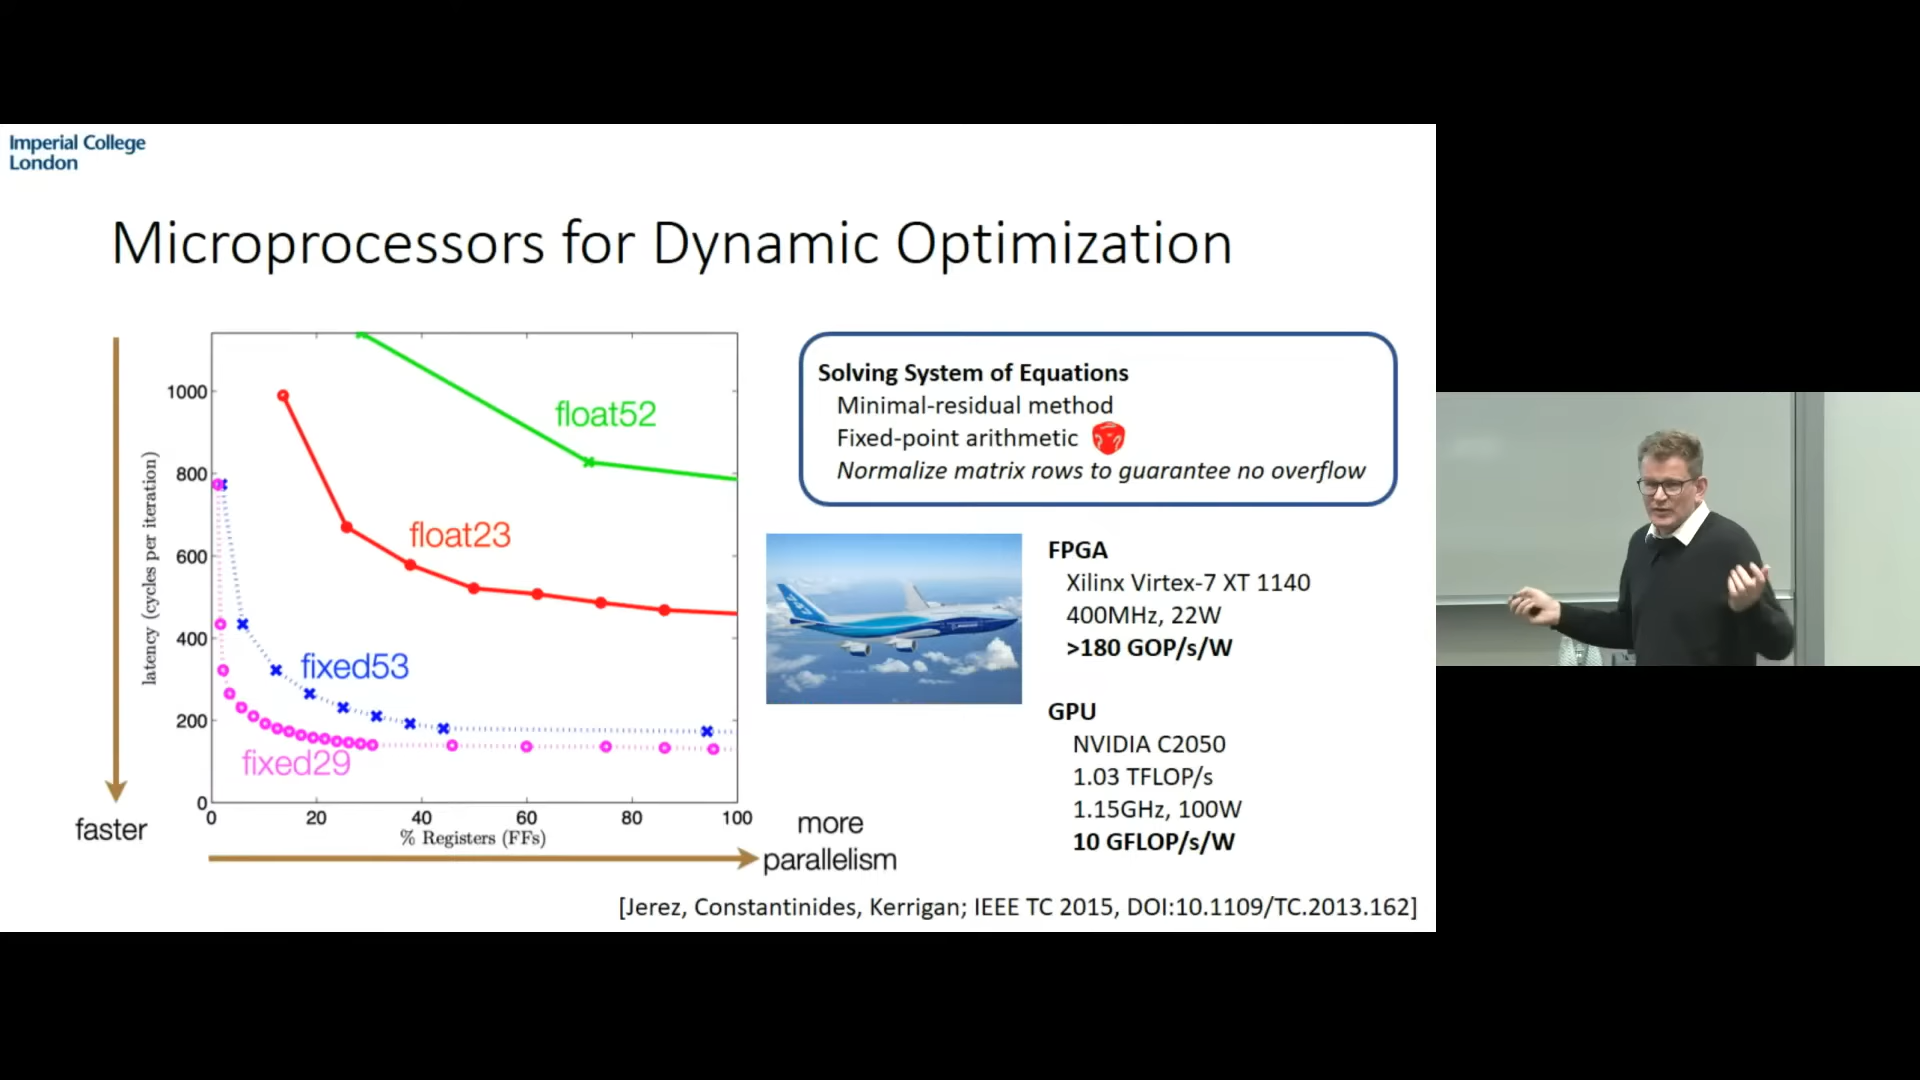 Imperial College
London
Microprocessors for Dynamic Optimization
1000
800
600
400
200
0
latency (cycles per iteration)
float52
float23
fixed53
fixed29
0 20 40 60 80 100
% Registers (FFs)
faster
more
parallelism
Solving System of Equations
Minimal-residual method
Fixed-point arithmetic
Normalize matrix rows to guarantee no overflow
FPGA
Xilinx Virtex-7 XT 1140
400MHz, 22W
>180 GOP/s/W
GPU
NVIDIA C2050
1.03 TFLOP/s
1.15GHz, 100W
10 GFLOP/s/W
[Jerez, Constantinides, Kerrigan; IEEE TC 2015, DOI:10.1109/TC.2013.162]